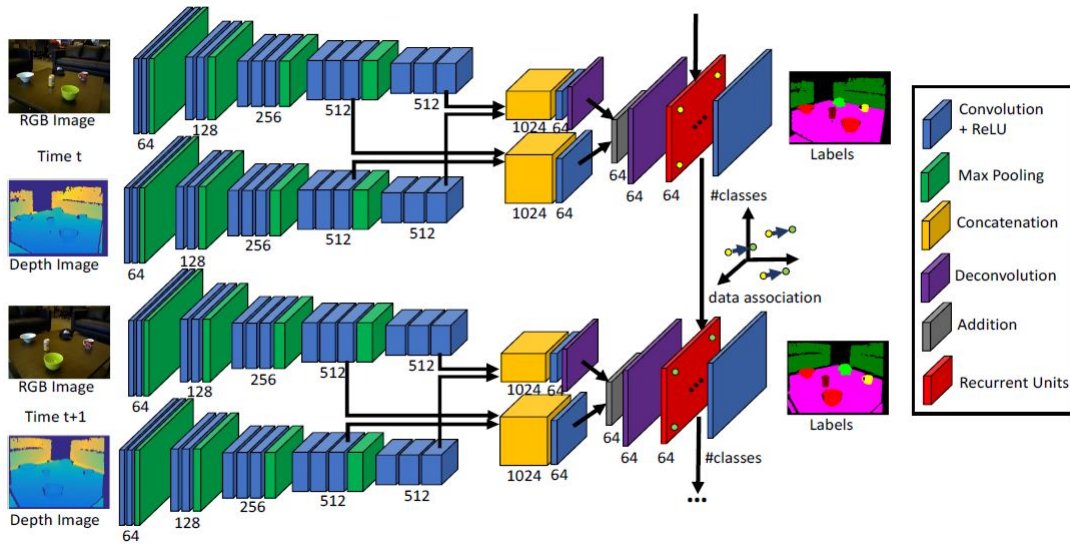 RGB Image
Time t
Depth Image
64
128
256
512
512
64
128
256
512
512
1024
64
1024
64
64
64
64
#classes
Labels
data association
RGB Image
Time t+1
Depth Image
64
128
256
512
512
64
128
256
512
512
1024
64
1024
64
64
64
64
#classes
Labels
Convolution
+ ReLU
Max Pooling
Concatenation
Deconvolution
Addition
Recurrent Units